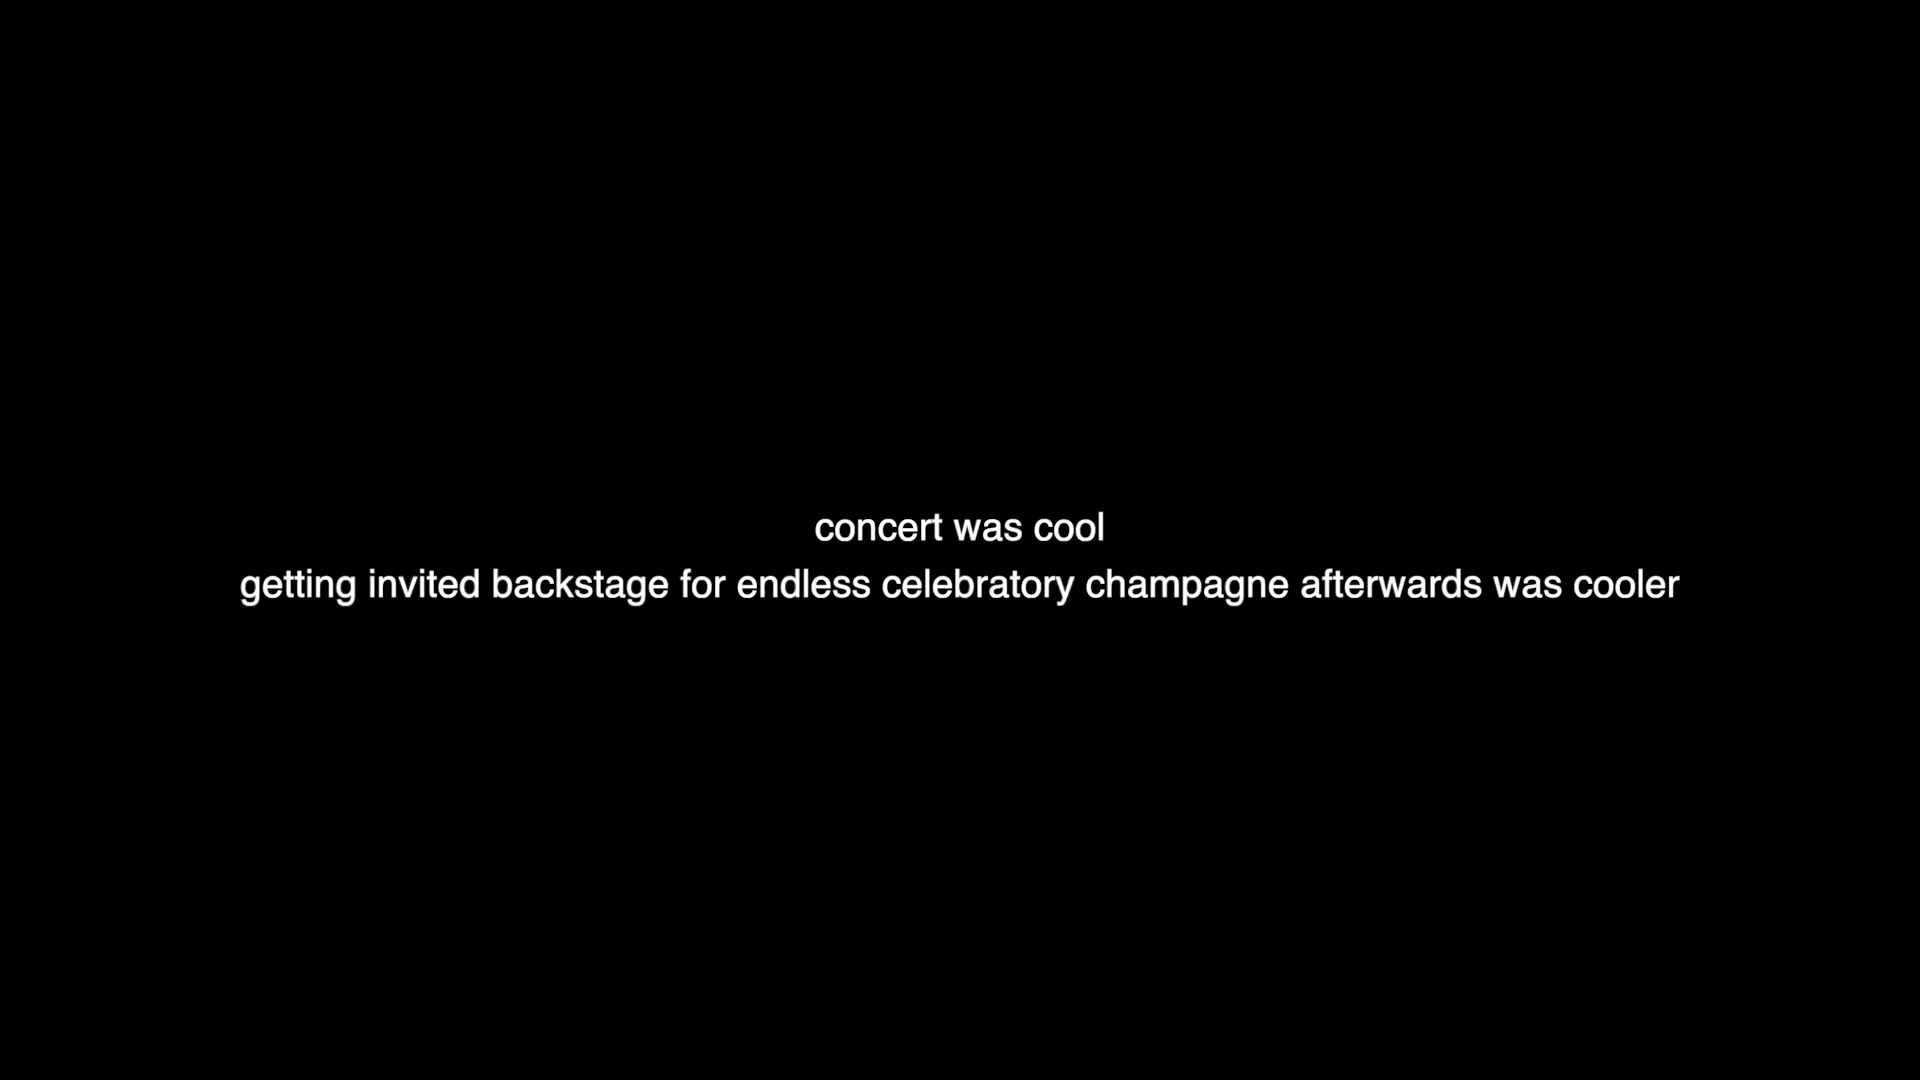 concert was cool
getting invited backstage for endless celebratory champagne afterwards was cooler